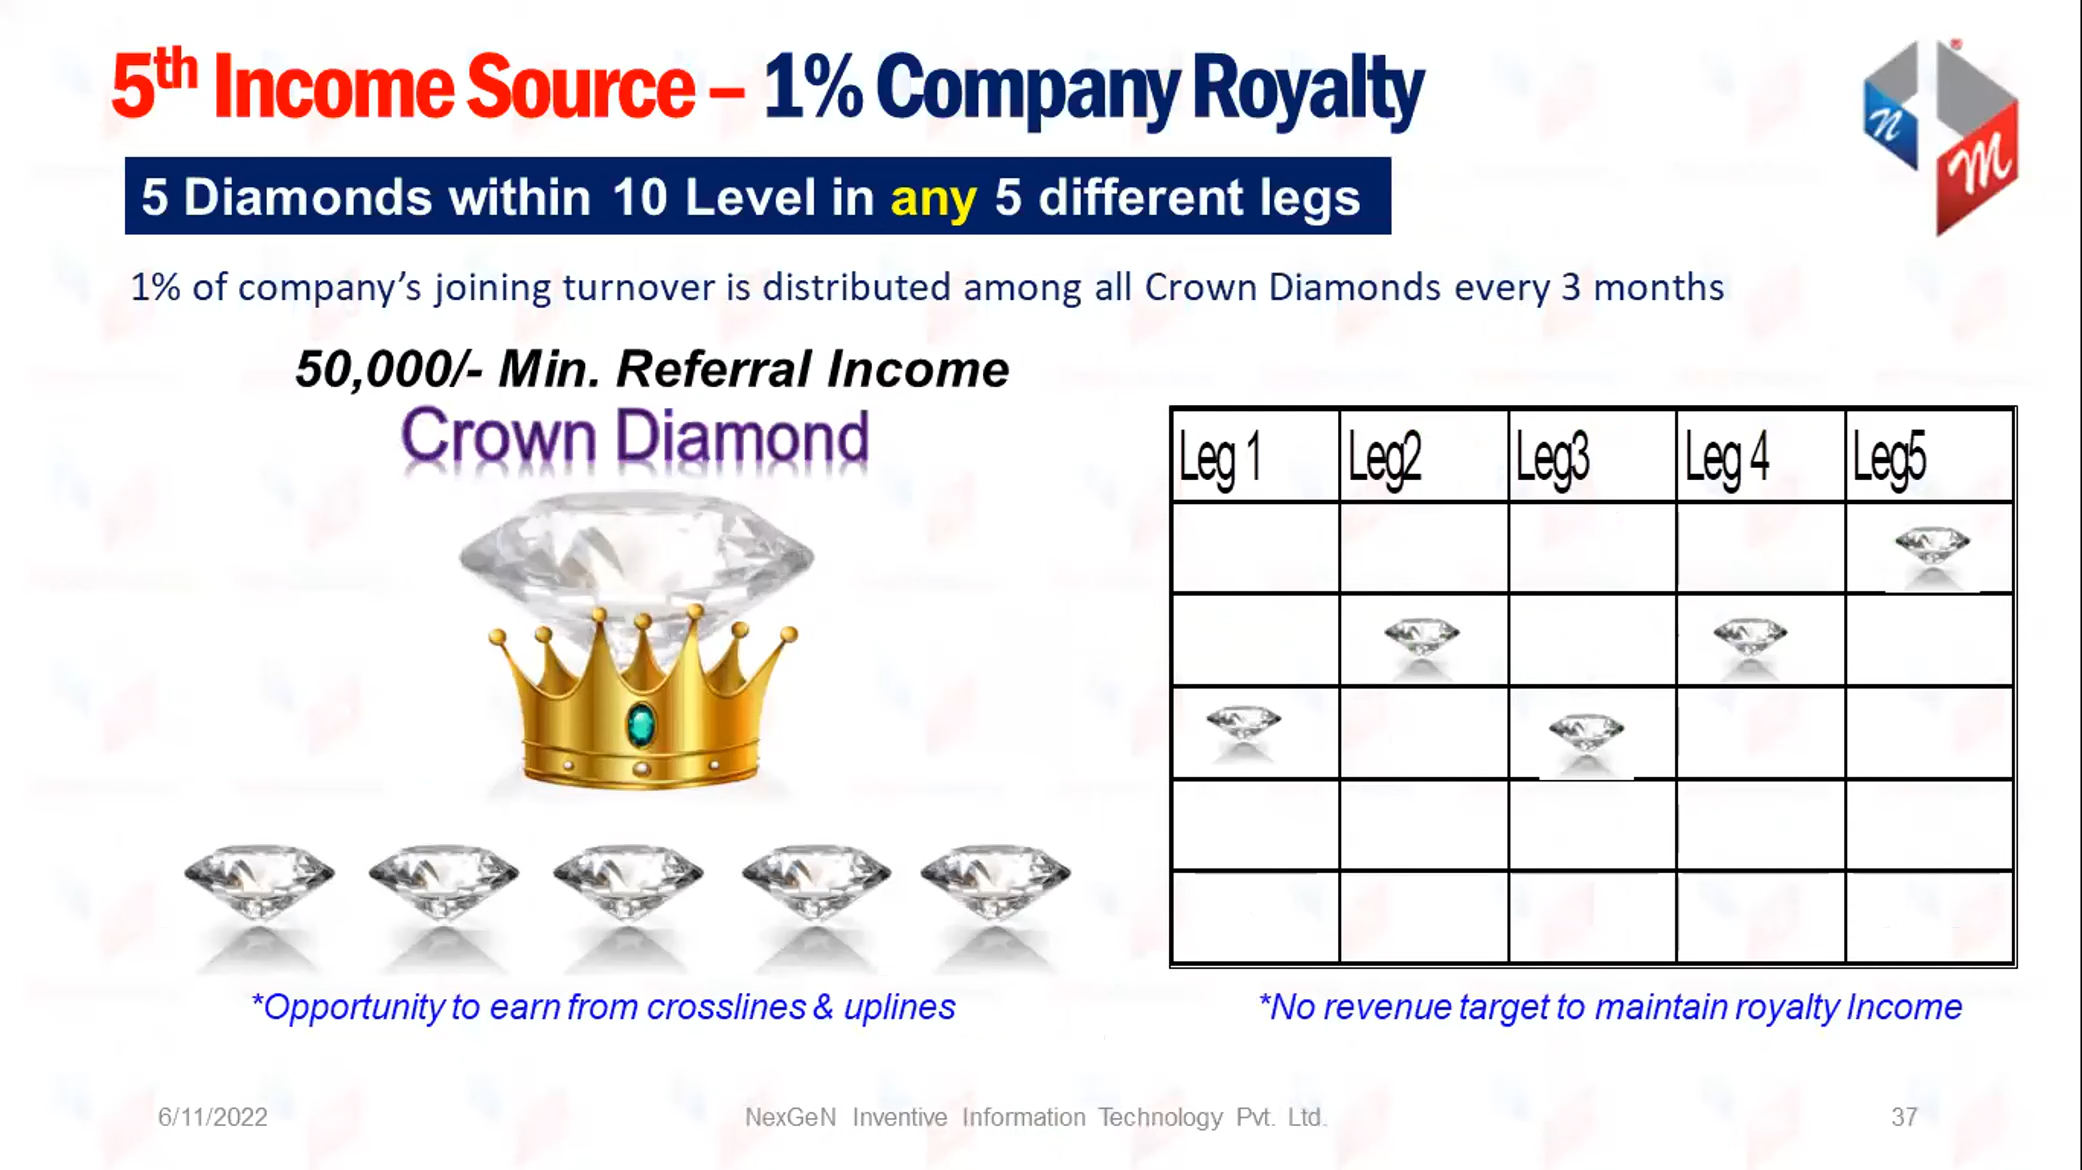 5th Income Source – 1% Company Royalty
n
M
5 Diamonds within 10 Level in any 5 different legs
1% of company's joining turnover is distributed among all Crown Diamonds every 3 months
50,000/- Min. Referral Income
Crown Diamond
Leg 1 Leg2 Leg3 Leg 4 Leg5
*Opportunity to earn from crosslines & uplines
*No revenue target to maintain royalty Income
6/11/2022 NexGeN Inventive Information Technology Pvt. Ltd. 37